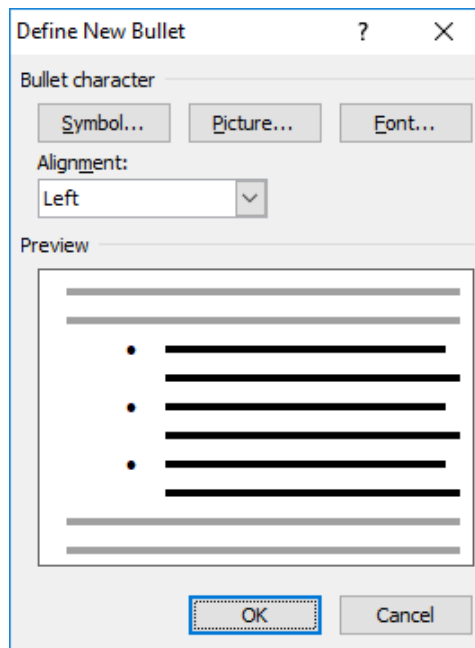 Define New Bullet ? ×
Bullet character
Symbol... Picture... Font...
Alignment:
Left
Preview
OK Cancel